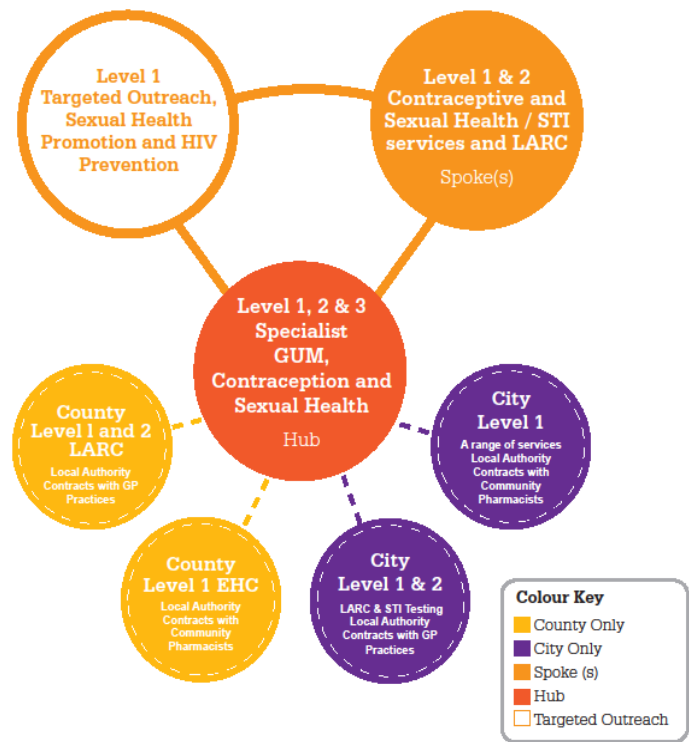 Level 1
Targeted Outreach,
Sexual Health
Promotion and HIV
Prevention
Level 1 & 2
Contraceptive and
Sexual Health / STI
services and LARC
Spoke(s)
Level 1, 2 & 3
Specialist
GUM,
Contraception and
Sexual Health
Hub
County
Level 1 and 2
LARC
Local Authority
Contracts with GP
Practices
City
Level 1
A range of services
Local Authority
Contracts with
Community
Pharmacists
County
Level 1 EHC
Local Authority
Contracts with
Community
Pharmacists
City
Level 1 & 2
LARC & STI Testing
Local Authority
Contracts with GP
Practices
Colour Key
County Only
City Only
Spoke (s)
Hub
Targeted Outreach